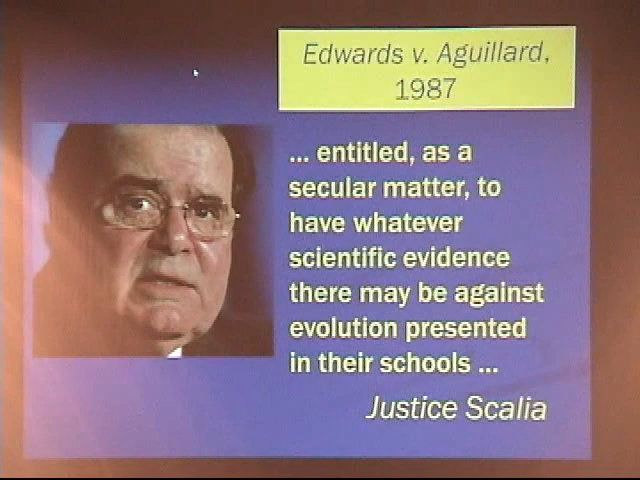 Edwards v. Aguillard,
1987
... entitled, as a
secular matter, to
have whatever
scientific evidence
there may be against
evolution presented
in their schools ...
Justice Scalia